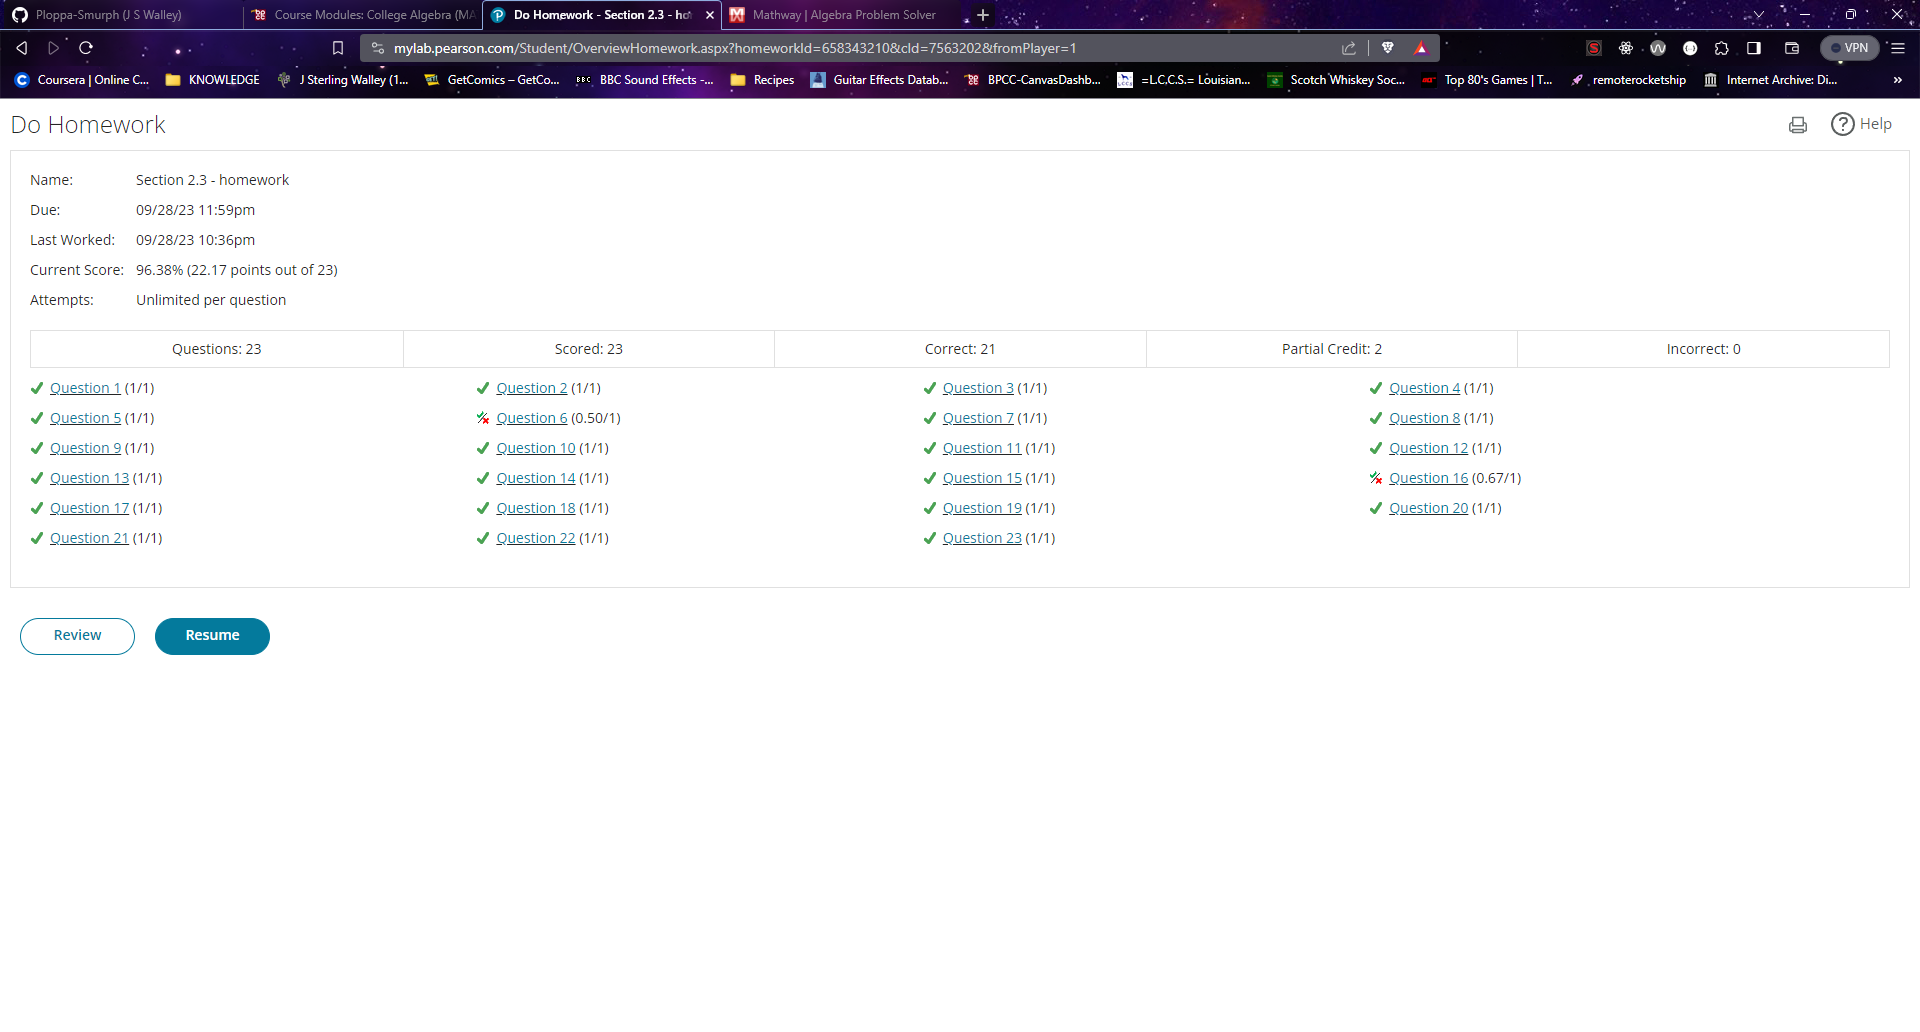 Ploppa-Smurph (J S Walley)
Course Modules: College Algebra (MA
Do Homework - Section 2.3 - ho
Mathway | Algebra Problem Solver
mylab.pearson.com/Student/OverviewHomework.aspx?homeworkId=658343210&cId=7563202&fromPlayer=1
VPN
Coursera | Online C...
KNOWLEDGE
J Sterling Walley (1...
GetComics – GetCo...
BBC
BBC Sound Effects -...
Recipes
Guitar Effects Datab...
BPCC-CanvasDashb...
=L.C,C.S.= Louisian...
Scotch Whiskey Soc...
Top 80's Games | T...
remoterocketship
Internet Archive: Di...
Do Homework
Help
Name: Section 2.3 - homework
Due: 09/28/23 11:59pm
Last Worked: 09/28/23 10:36pm
Current Score: 96.38% (22.17 points out of 23)
Attempts: Unlimited per question
Questions: 23 Scored: 23 Correct: 21 Partial Credit: 2 Incorrect: 0
Question 1 (1/1) Question 2 (1/1) Question 3 (1/1) Question 4 (1/1)
Question 5 (1/1) Question 6 (0.50/1) Question 7 (1/1) Question 8 (1/1)
Question 9 (1/1) Question 10 (1/1) Question 11 (1/1) Question 12 (1/1)
Question 13 (1/1) Question 14 (1/1) Question 15 (1/1) Question 16 (0.67/1)
Question 17 (1/1) Question 18 (1/1) Question 19 (1/1) Question 20 (1/1)
Question 21 (1/1) Question 22 (1/1) Question 23 (1/1)
Review Resume